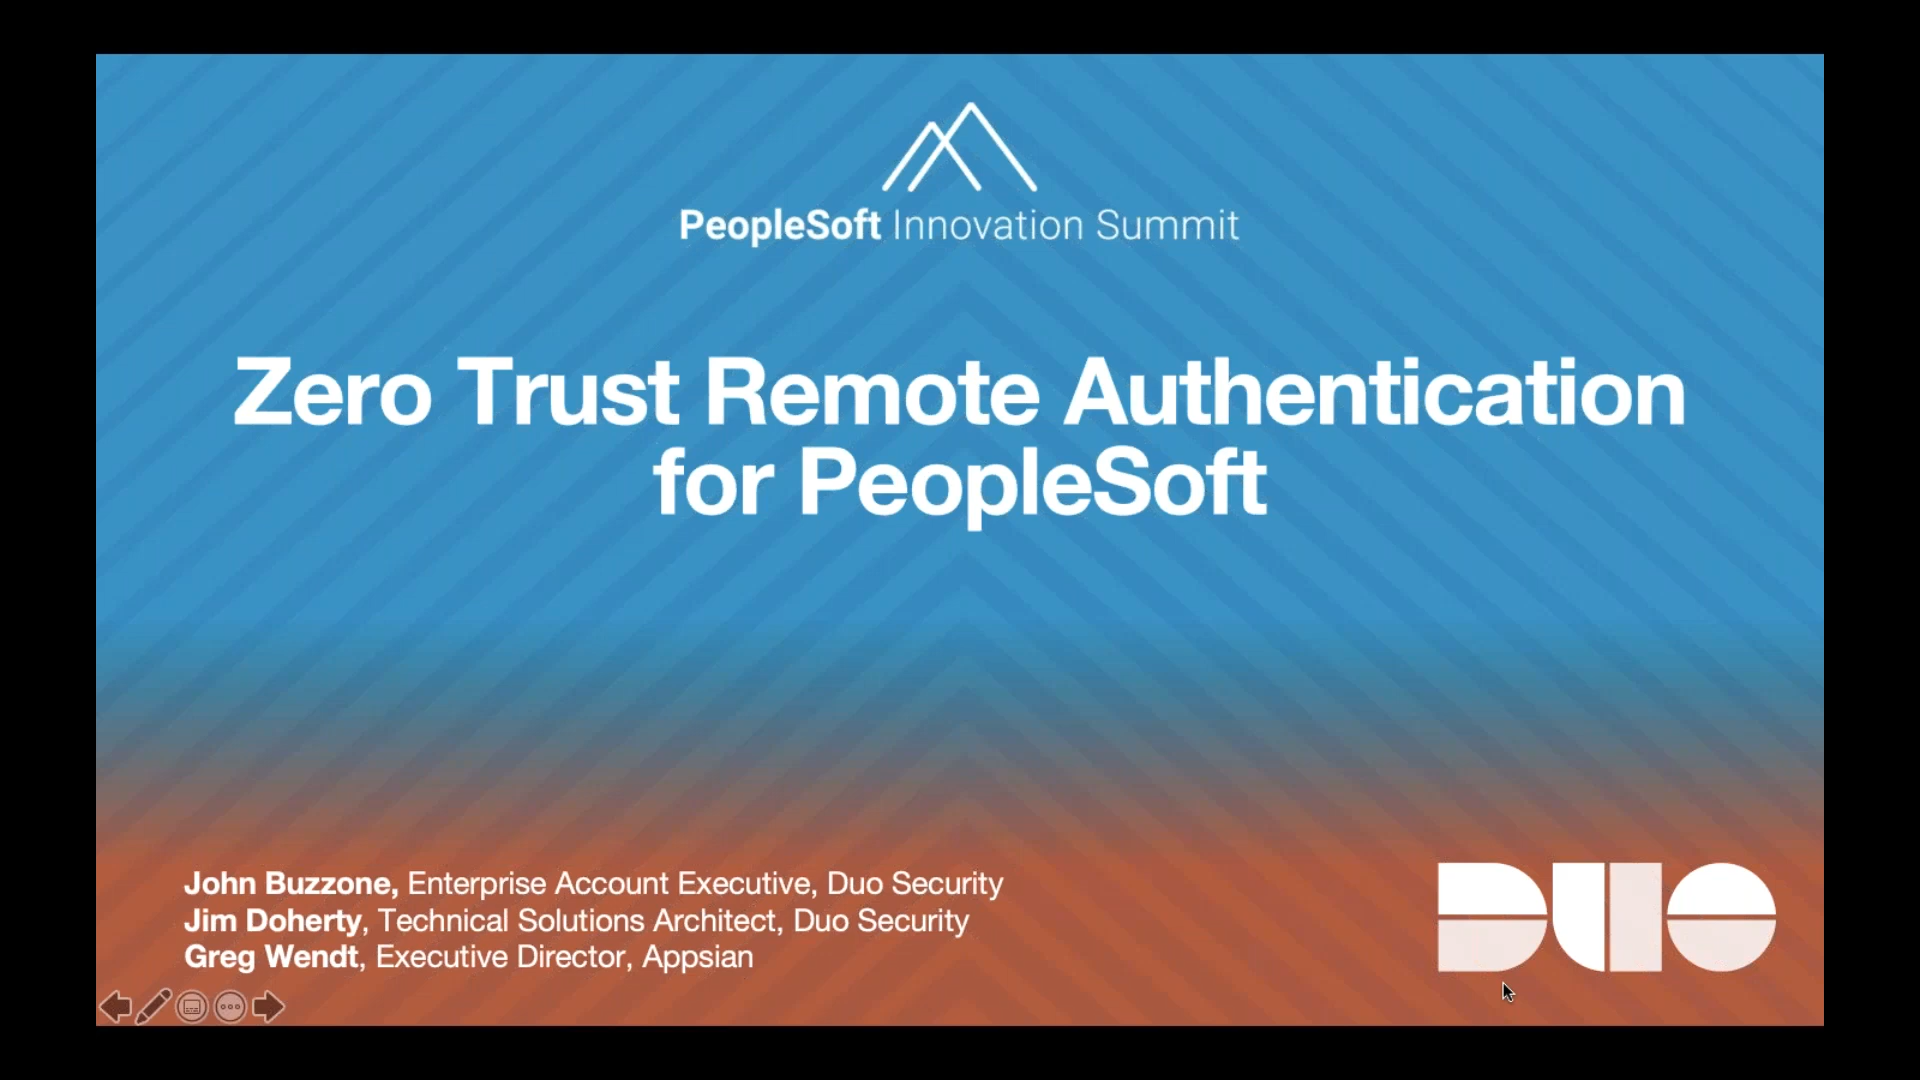 PeopleSoft Innovation Summit
Zero Trust Remote Authentication
for PeopleSoft
John Buzzone, Enterprise Account Executive, Duo Security
Jim Doherty, Technical Solutions Architect, Duo Security
Greg Wendt, Executive Director, Appsian
DUO